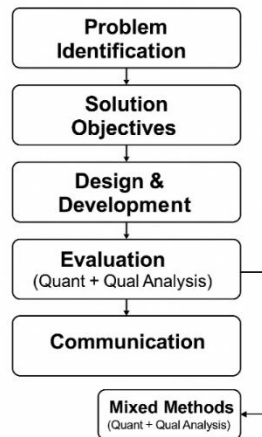 Problem
Identification
Solution
Objectives
Design &
Development
Evaluation
(Quant + Qual Analysis)
Communication
Mixed Methods
(Quant + Qual Analysis)